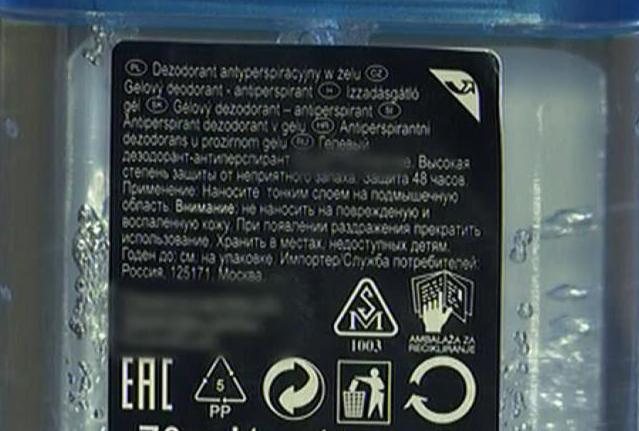 PL Dezodorant antyperspiracyjny w żelu CZ
Gelový deodorant - antiperspirant H Izzadásgátló
gél SK Gélový dezodorant – antiperspirant SI
Antiperspirant dezodorant v gelu HR Antiperspirantni
dezodorans u prozirnom gelu RU Гелевый
дезодорант-антиперспирант Высокая
степень защиты от неприятного запаха, защита 48 часов.
Применение: Наносите тонким слоем на подмышечную
область. Внимание: не наносить на поврежденную и
воспаленную кожу. При появлении раздражения прекратить
использование. Хранить в местах, недоступных детям.
Годен до: см. на упаковке. Импортер/Служба потребителей:
Россия, 125171, Москва.
SM
1003
AMBALAŽA ZA
RECIKLIRANJE
EAC
5
PP